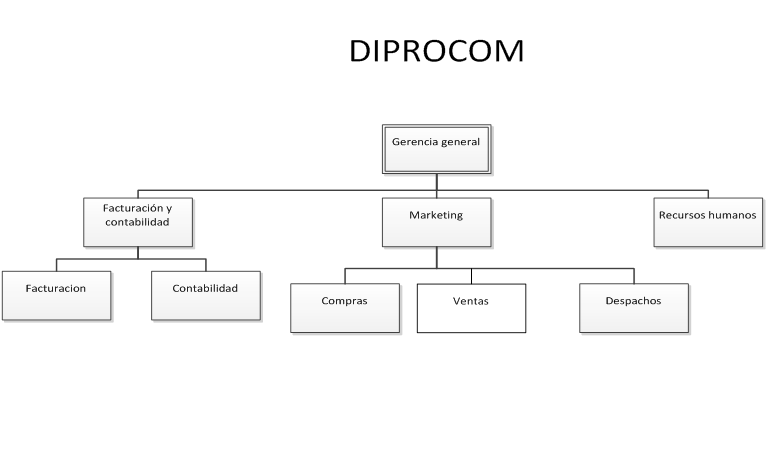 DIPROCOM
Gerencia general
Facturación y
contabilidad
Marketing
Recursos humanos
Facturacion
Contabilidad
Compras
Ventas
Despachos